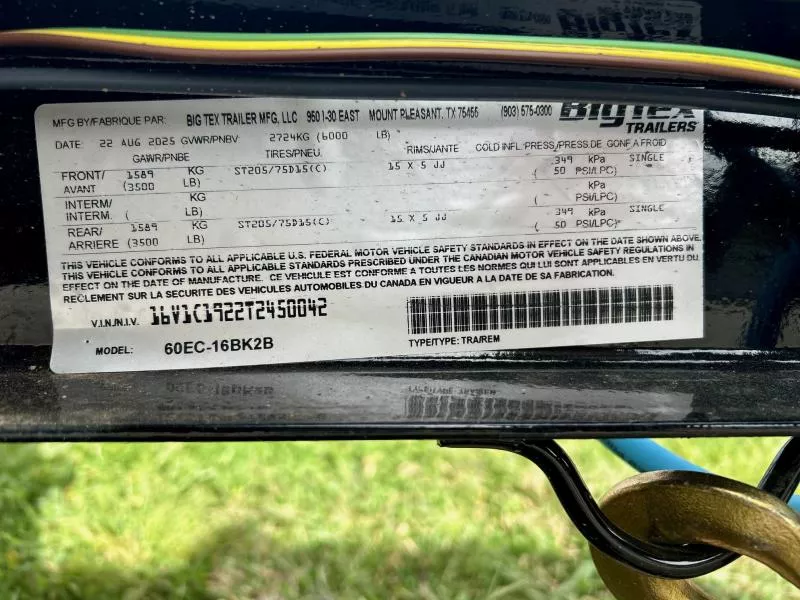 MFG BY/FABRIQUE PAR: BIG TEX TRAILER MFG, LLC 950 I-30 EAST MOUNT PLEASANT, TX 75455 (903) 575-0300 BigTex
TRAILERS
DATE: 22 AUG 2025 GVWR/PNBV 2724KG (6000 LB)
GAWR/PNBE TIRES/PNEU. RIMS/JANTE COLD INFL. PRESS/PRESS.DE GONF. A FROID
FRONT/ 1589 KG ST205/75D15(C) 15 X 5 JJ 349 kPa SINGLE
AVANT (3500 LB) ( 50 PSI/LPC)
INTERM/ KG kPa
INTERM. ( LB) ( PSI/LPC)
REAR/ 1589 KG ST205/75D15(C) 15 X 5 JJ 349 kPa SINGLE
ARRIERE (3500 LB) ( 50 PSI/LPC)
THIS VEHICLE CONFORMS TO ALL APPLICABLE U.S. FEDERAL MOTOR VEHICLE SAFETY STANDARDS IN EFFECT ON THE DATE SHOWN ABOVE.
THIS VEHICLE CONFORMS TO ALL APPLICABLE STANDARDS PRESCRIBED UNDER THE CANADIAN MOTOR VEHICLE SAFETY REGULATIONS IN
EFFECT ON THE DATE OF MANUFACTURE. CE VEHICULE EST CONFORME A TOUTES LES NORMES QUI LUI SONT APPLICABLES EN VERTU DU
REGLEMENT SUR LA SECURITE DES VEHICULES AUTOMOBILES DU CANADA EN VIGUEUR A LA DATE DE SA FABRICATION.
V.I.N./N.I.V. 16V1C1922T2450042
MODEL: 60EC-16BK2B TYPE/TYPE: TRA/REM